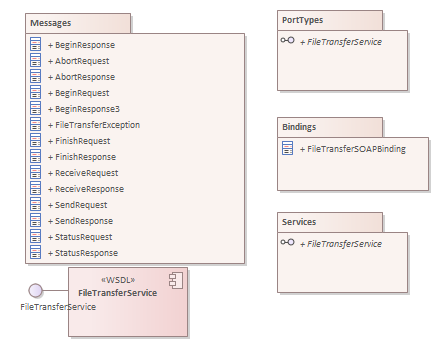 Messages
+ BeginResponse
+ AbortRequest
+ AbortResponse
+ BeginRequest
+ BeginResponse3
+ FileTransferException
+ FinishRequest
+ FinishResponse
+ ReceiveRequest
+ ReceiveResponse
+ SendRequest
+ SendResponse
+ StatusRequest
+ StatusResponse
«WSDL»
FileTransferService
FileTransferService
PortTypes
+ FileTransferService
Bindings
+ FileTransferSOAPBinding
Services
+ FileTransferService